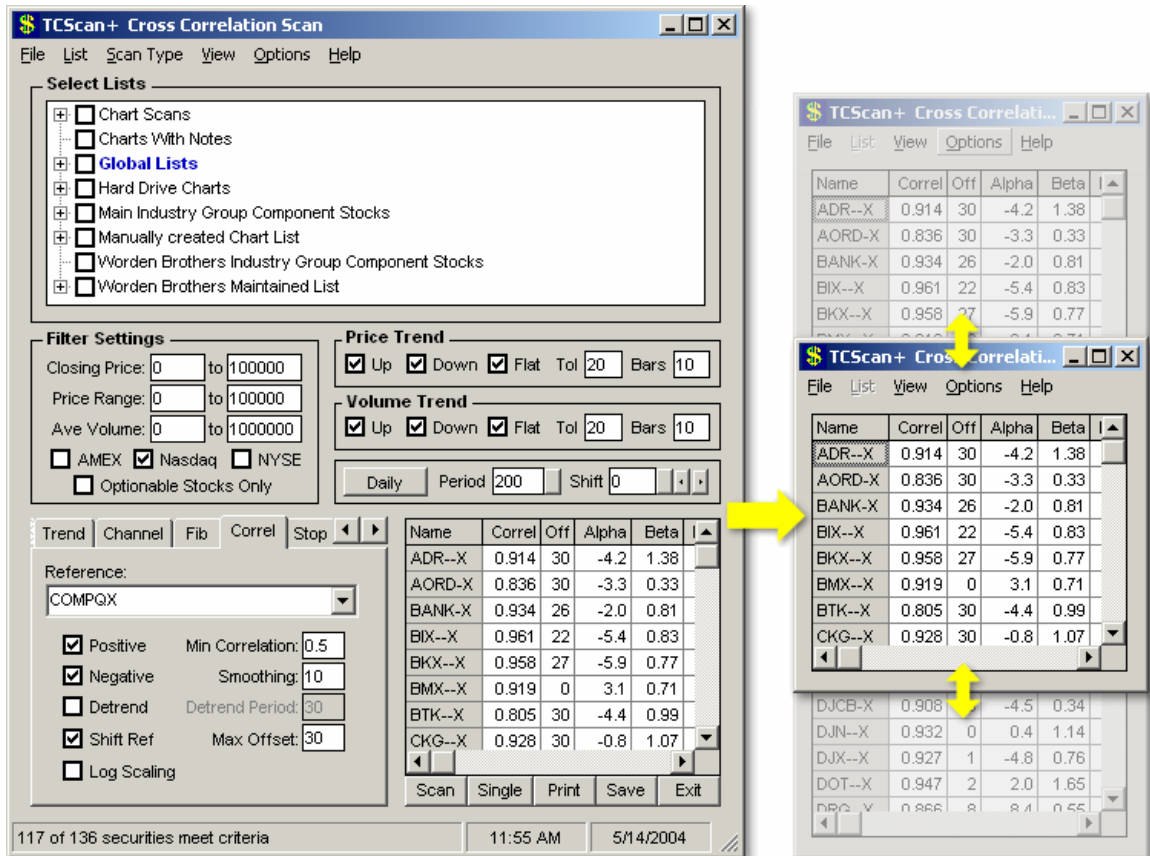 TCScan+ Cross Correlation Scan
File List Scan Type View Options Help
Select Lists
Chart Scans
Charts With Notes
Global Lists
Hard Drive Charts
Main Industry Group Component Stocks
Manually created Chart List
Worden Brothers Industry Group Component Stocks
Worden Brothers Maintained List
Filter Settings
Closing Price: 0 to 100000
Price Range: 0 to 100000
Ave Volume: 0 to 1000000
AMEX Nasdaq NYSE
Optionable Stocks Only
Price Trend
Up Down Flat Tol 20 Bars 10
Volume Trend
Up Down Flat Tol 20 Bars 10
Daily Period 200 Shift 0
Trend Channel Fib Correl Stop
Reference:
COMPQX
Positive Min Correlation: 0.5
Negative Smoothing: 10
Detrend Detrend Period: 30
Shift Ref Max Offset: 30
Log Scaling
Name Correl Off Alpha Beta
ADR--X 0.914 30 -4.2 1.38
AORD-X 0.836 30 -3.3 0.33
BANK-X 0.934 26 -2.0 0.81
BIX--X 0.961 22 -5.4 0.83
BKX--X 0.958 27 -5.9 0.77
BMX--X 0.919 0 3.1 0.71
BTK--X 0.805 30 -4.4 0.99
CKG--X 0.928 30 -0.8 1.07
Scan Single Print Save Exit
117 of 136 securities meet criteria 11:55 AM 5/14/2004
TCScan+ Cross Correlati...
File List View Options Help
Name Correl Off Alpha Beta
ADR--X 0.914 30 -4.2 1.38
AORD-X 0.836 30 -3.3 0.33
BANK-X 0.934 26 -2.0 0.81
BIX--X 0.961 22 -5.4 0.83
BKX--X 0.958 27 -5.9 0.77
TCScan+ Cross Correlati...
File List View Options Help
Name Correl Off Alpha Beta
ADR--X 0.914 30 -4.2 1.38
AORD-X 0.836 30 -3.3 0.33
BANK-X 0.934 26 -2.0 0.81
BIX--X 0.961 22 -5.4 0.83
BKX--X 0.958 27 -5.9 0.77
BMX--X 0.919 0 3.1 0.71
BTK--X 0.805 30 -4.4 0.99
CKG--X 0.928 30 -0.8 1.07
DJCB-X 0.908 -4.5 0.34
DJN--X 0.932 0 0.4 1.14
DJX--X 0.927 1 -4.8 0.76
DOT--X 0.947 2 2.0 1.65
DRG--X 0.866 8 8.4 0.55